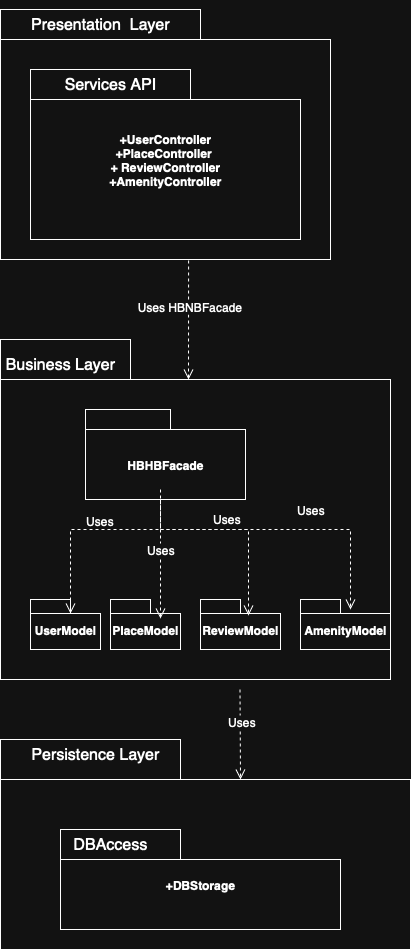 Presentation Layer
Services API
+UserController
+PlaceController
+ ReviewController
+AmenityController
Uses HBNBFacade
Business Layer
HBHBFacade
Uses
Uses
Uses
Uses
UserModel
PlaceModel
ReviewModel
AmenityModel
Uses
Persistence Layer
DBAccess
+DBStorage